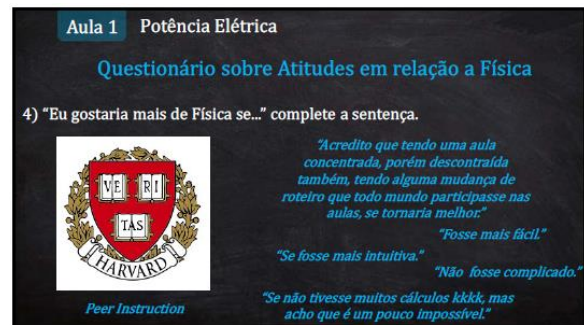 Aula 1 Potência Elétrica
Questionário sobre Atitudes em relação a Física
4) “Eu gostaria mais de Física se...” complete a sentença.
VE RI
TAS
HARVARD
Peer Instruction
“Acredito que tendo uma aula
concentrada, porém descontraída
também, tendo alguma mudança de
roteiro que todo mundo participasse nas
aulas, se tornaria melhor.”
“Fosse mais fácil.”
“Se fosse mais intuitiva.”
“Não fosse complicado.”
“Se não tivesse muitos cálculos kkkk, mas
acho que é um pouco impossível.”